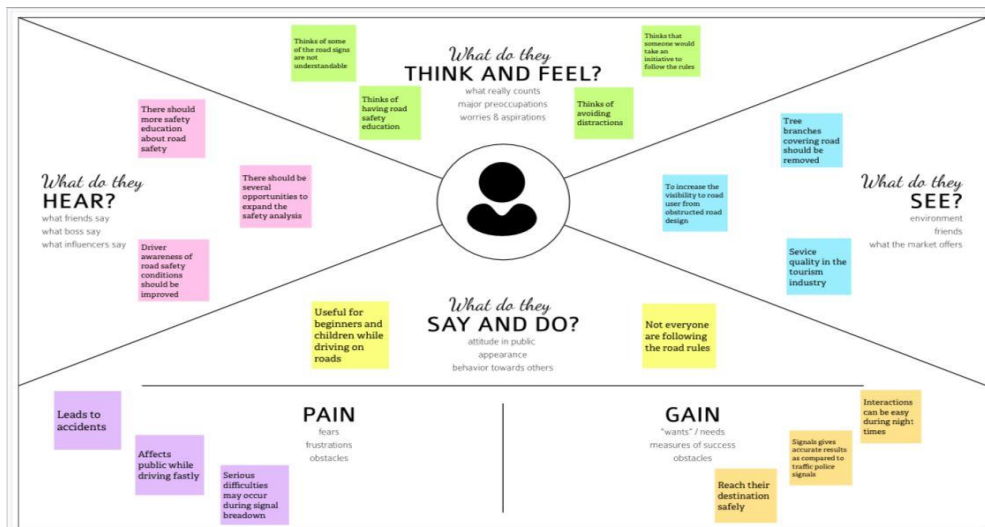 Thinks of some
of the road signs
are not
understandable
What do they
THINK AND FEEL?
what really counts
major preoccupations
worries & aspirations
Thinks that
someone would
take an
initiative to
follow the rules
Thinks of
having road
safety
education
Thinks of
avoiding
distractions
There should
more safety
education
about road
safety
What do they
HEAR?
what friends say
what boss say
what influencers say
There should be
several
opportunities to
expand the
safety analysis
Driver
awareness of
road safety
conditions
should be
improved
Tree
branches
covering road
should be
removed
To increase the
visibility to road
user from
obstructed road
design
What do they
SEE?
environment
friends
what the market offers
Sevice
quality in the
tourism
industry
Useful for
beginners and
children while
driving on
roads
What do they
SAY AND DO?
attitude in public
appearance
behavior towards others
Not everyone
are following
the road rules
Leads to
accidents
Affects
public while
driving fastly
Serious
difficulties
may occur
during signal
breadown
PAIN
fears
frustrations
obstacles
GAIN
"wants" / needs
measures of success
obstacles
Interactions
can be easy
during night
times
Signals gives
accurate results
as compared to
traffic police
signals
Reach their
destination
safely